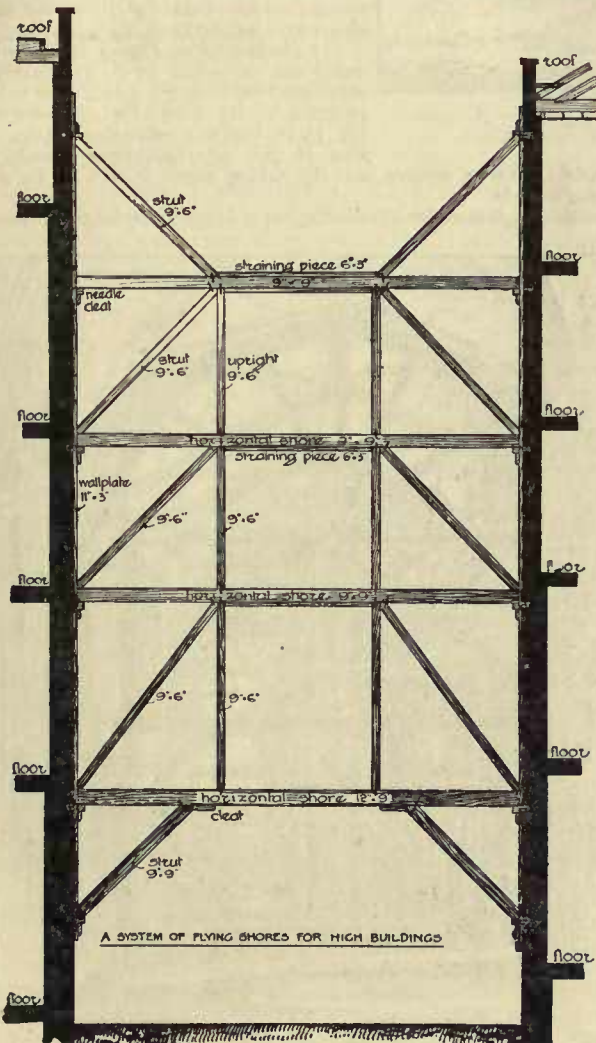 roof
roof
strut
9"·6"
floor
floor
straining piece 6"·3"
9"·9"
needle
cleat
strut
9"·6"
upright
9"·6"
floor
floor
horizontal shore 9"·9"
straining piece 6"·3"
wallplate
11"·3"
9"·6"
9"·6"
floor
floor
horizontal shore 9"·9"
9"·6"
9"·6"
floor
floor
horizontal shore 12"·9"
cleat
strut
9"·9"
A SYSTEM OF FLYING SHORES FOR HIGH BUILDINGS
floor
floor